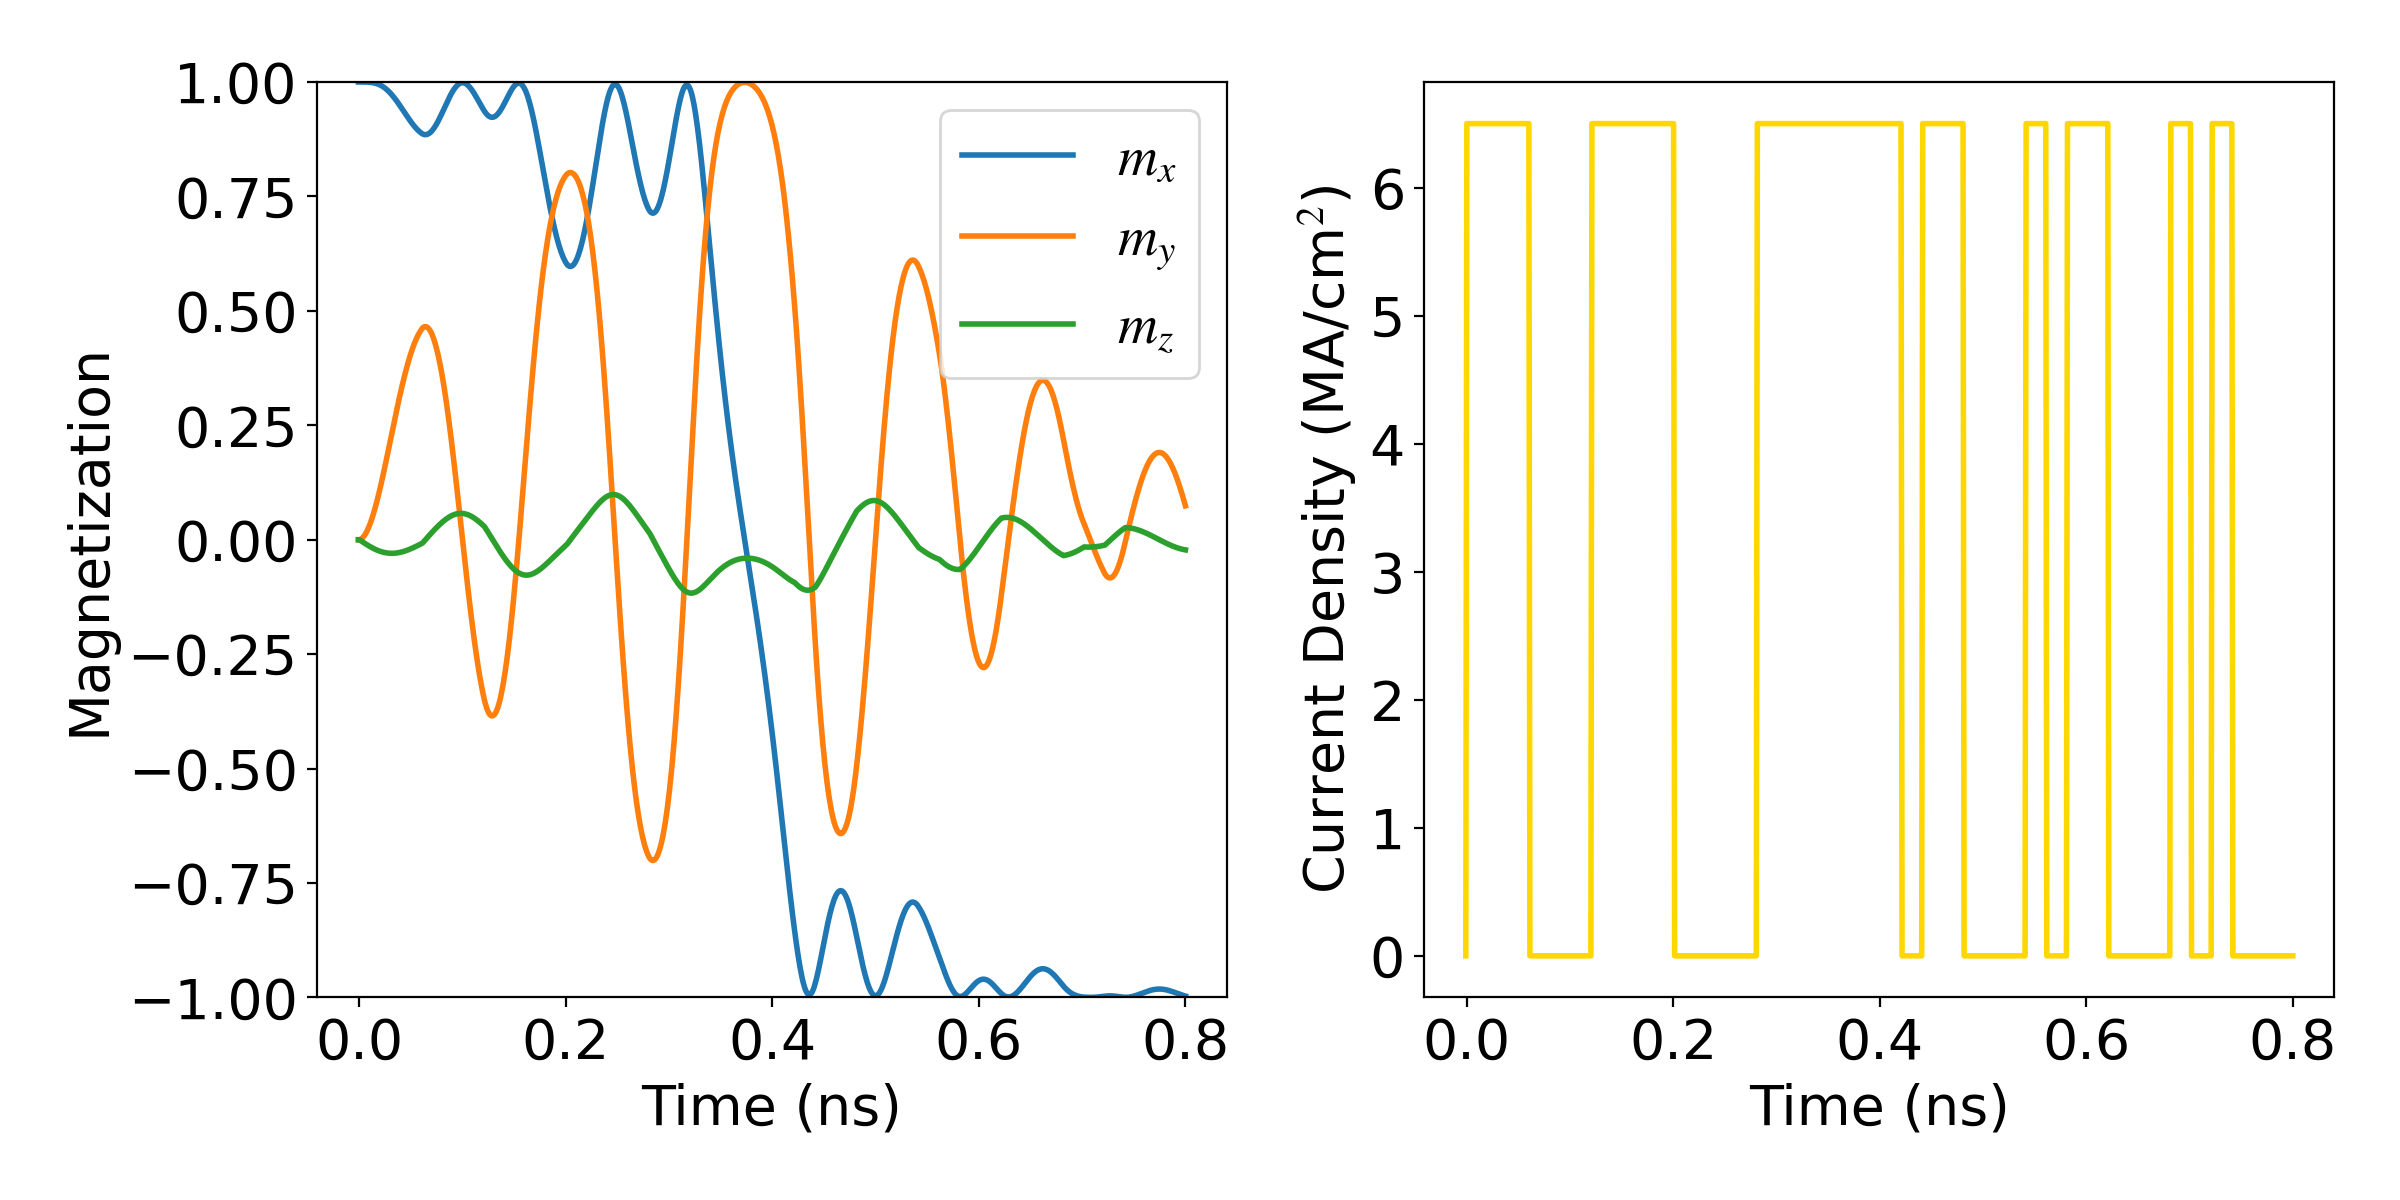 1.00
0.75
0.50
0.25
0.00
−0.25
−0.50
−0.75
−1.00
Magnetization
0.0 0.2 0.4 0.6 0.8
Time (ns)
m_x
m_y
m_z
6
5
4
3
2
1
0
Current Density (MA/cm²)
0.0 0.2 0.4 0.6 0.8
Time (ns)